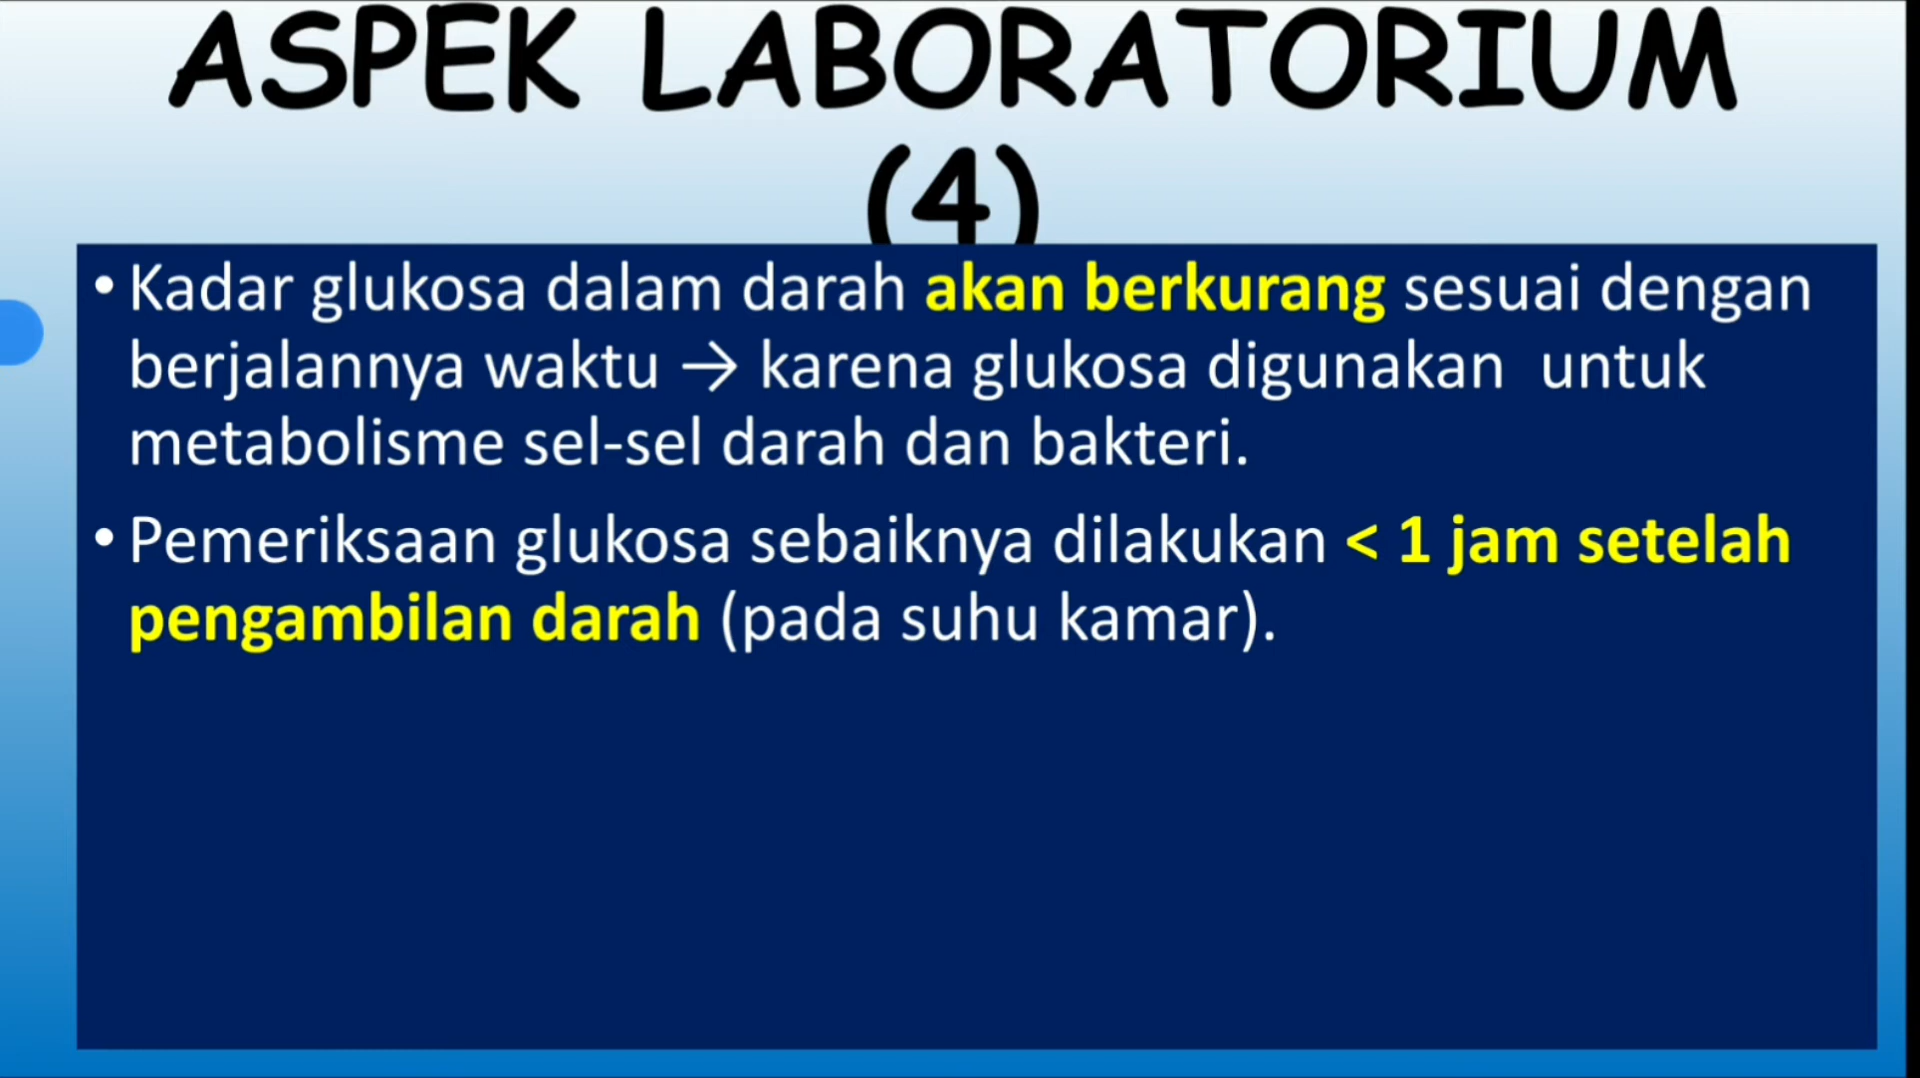 ASPEK LABORATORIUM
(4)
• Kadar glukosa dalam darah akan berkurang sesuai dengan
berjalannya waktu → karena glukosa digunakan untuk
metabolisme sel-sel darah dan bakteri.
• Pemeriksaan glukosa sebaiknya dilakukan < 1 jam setelah
pengambilan darah (pada suhu kamar).